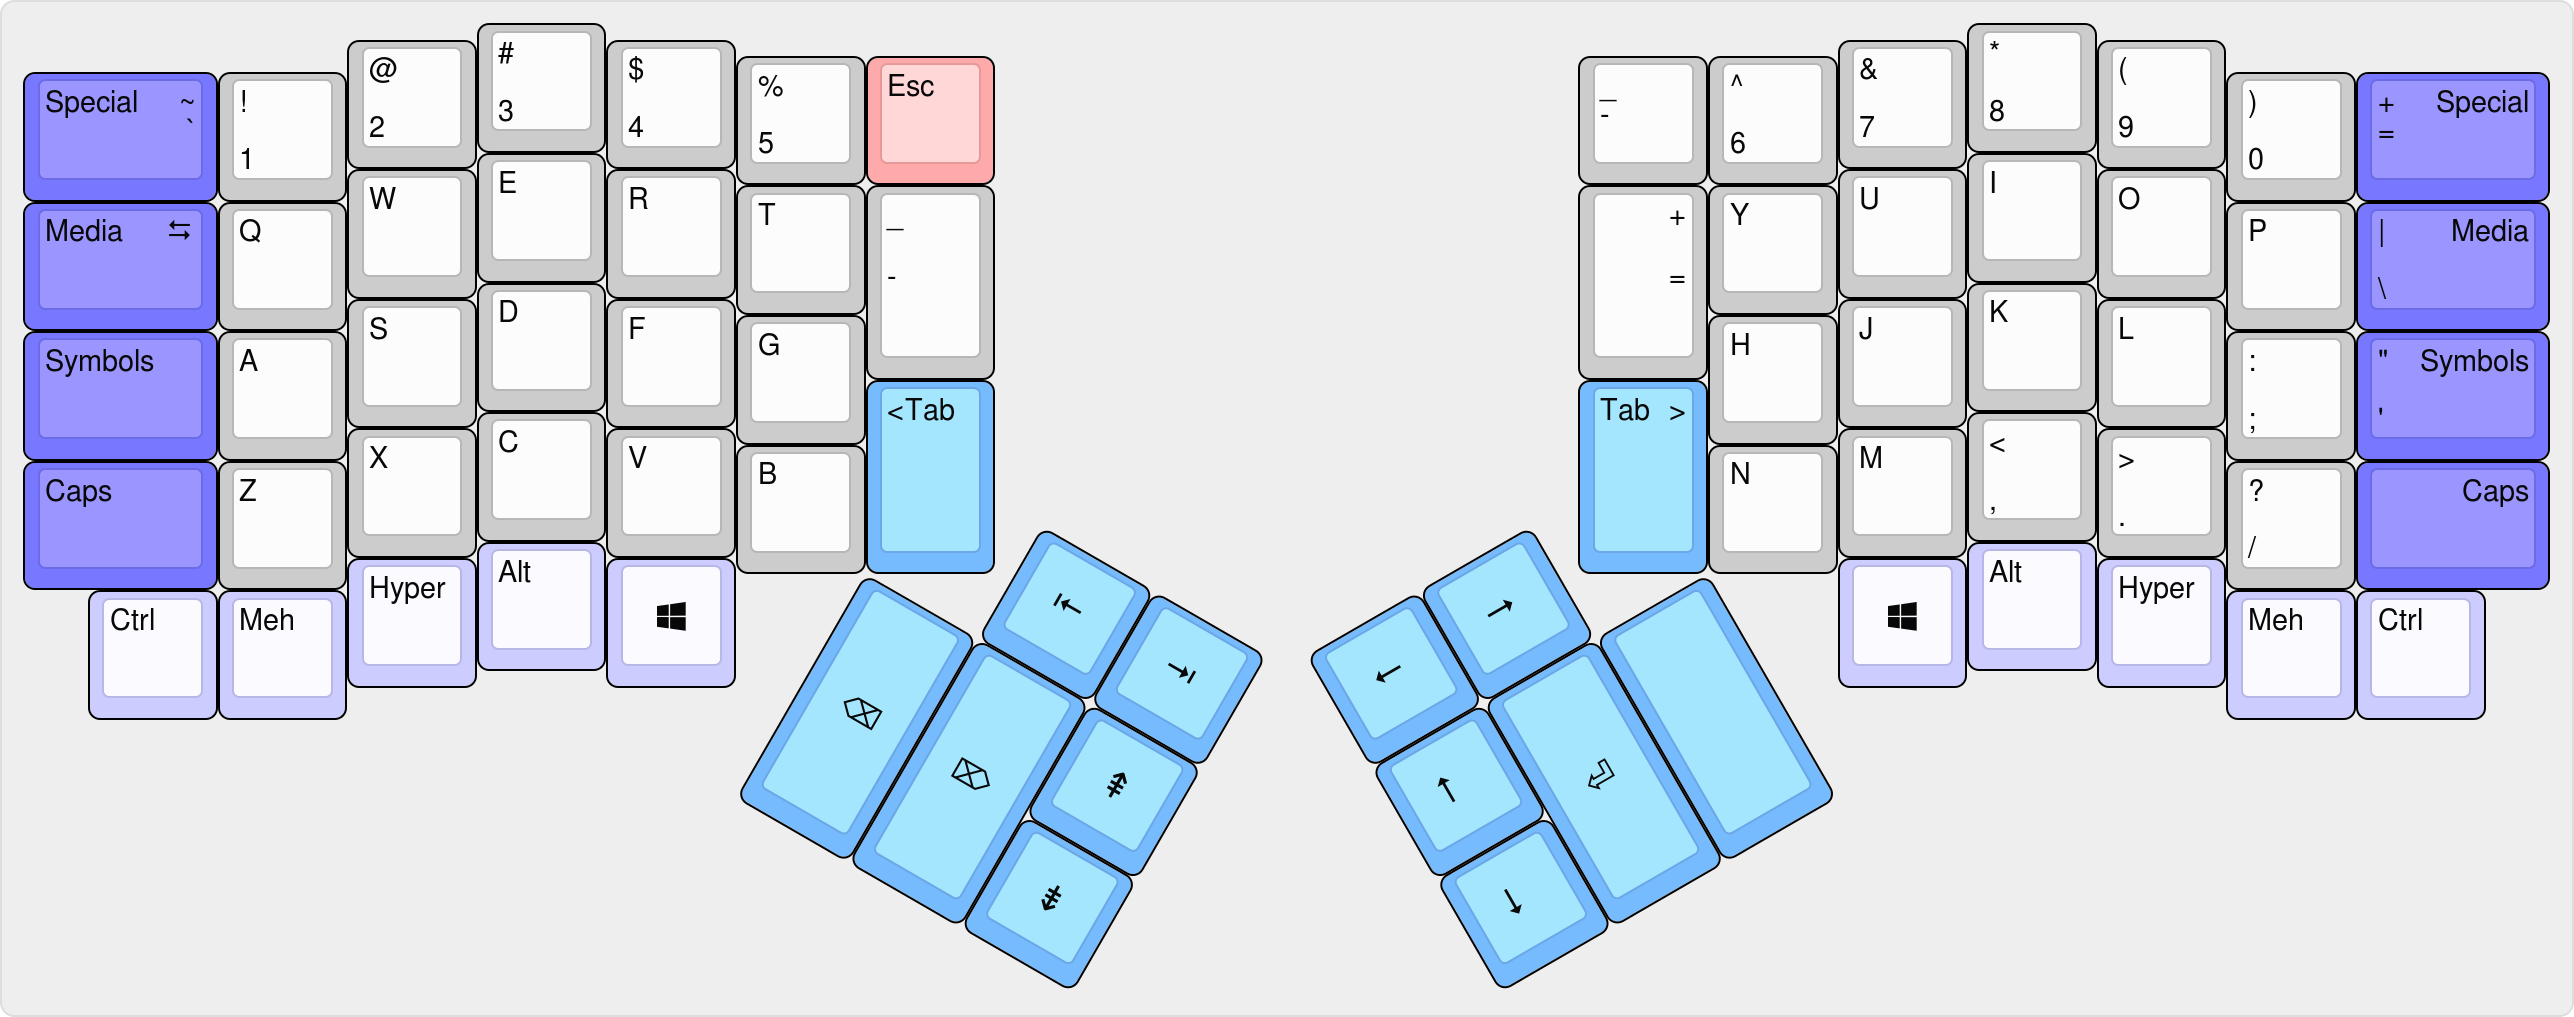 Special ~
`
!
1
@
2
#
3
$
4
%
5
Esc
_
-
^
6
&
7
*
8
(
9
)
0
+ Special
=
Media ⇆
Q
W
E
R
T
_
-
+
=
Y
U
I
O
P
| Media
\
Symbols
A
S
D
F
G
<Tab
Tab >
H
J
K
L
:
;
" Symbols
'
Caps
Z
X
C
V
B
N
M
<
,
>
.
?
/
Caps
Ctrl
Meh
Hyper
Alt
Alt
Hyper
Meh
Ctrl
⌫
⌦
⇤
⇥
⇞
⇟
←
→
↑
↓
⏎